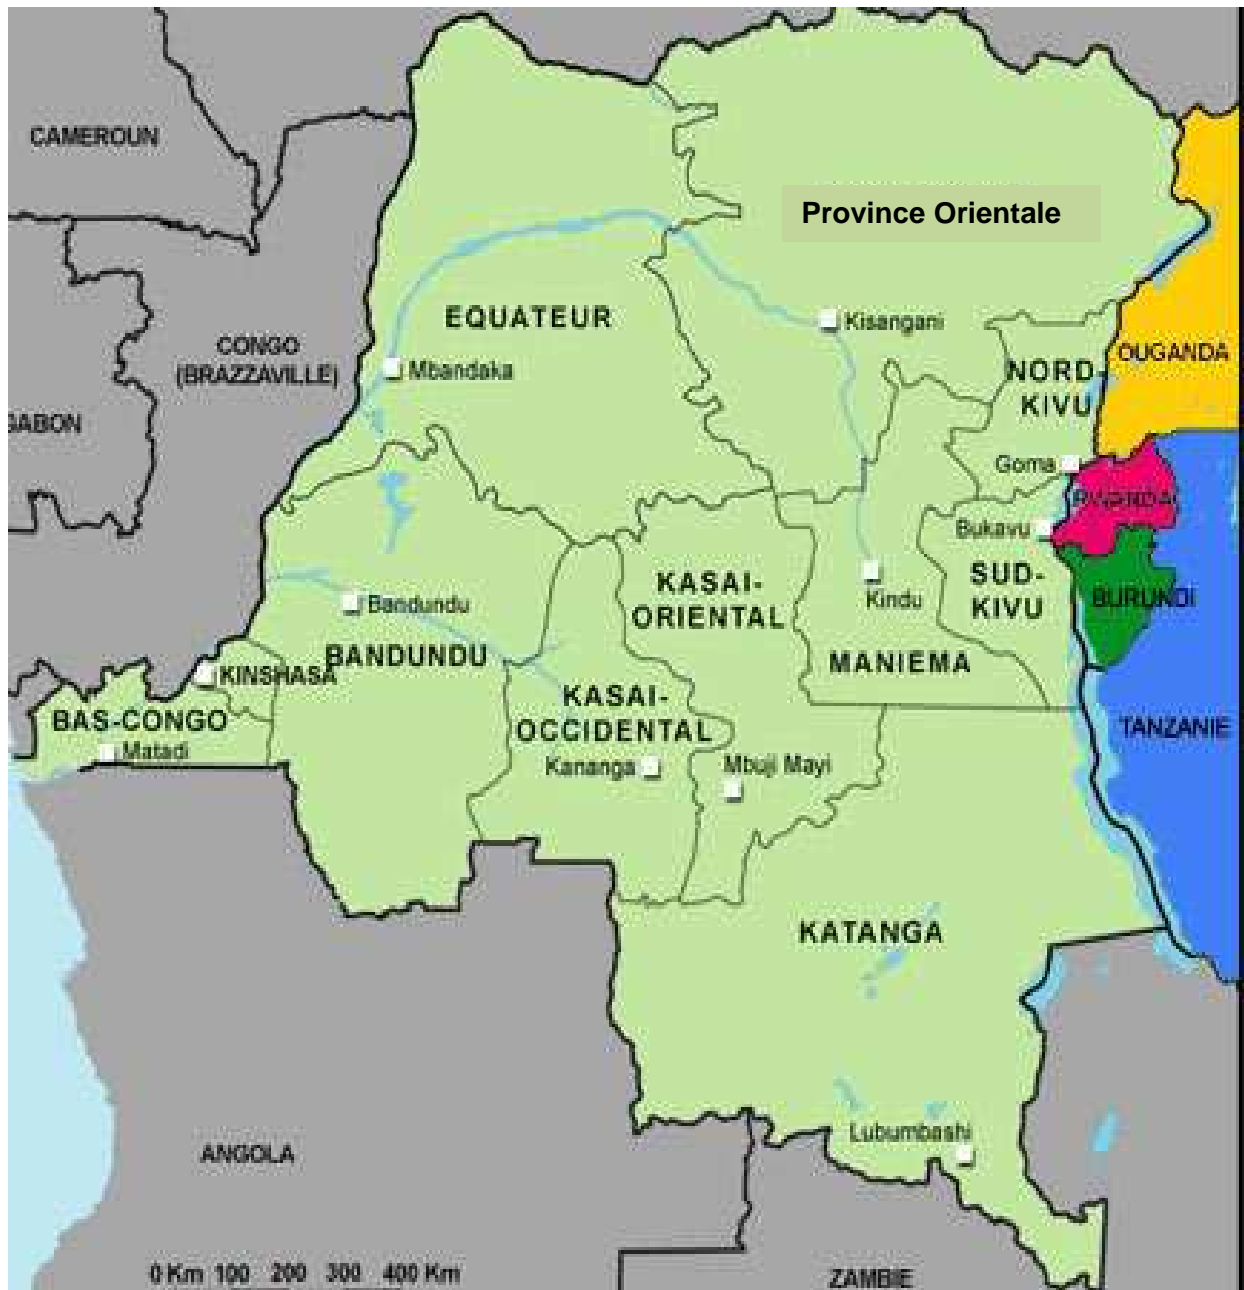 CAMEROUN
Province Orientale
EQUATEUR
Kisangani
CONGO
(BRAZZAVILLE)
OUGANDA
Mbandaka
NORD-
KIVU
GABON
Goma
RWANDA
Bukavu
KASAI-
ORIENTAL
SUD-
KIVU
Kindu
BURUNDI
Bandundu
BANDUNDU
MANIEMA
KINSHASA
KASAI-
OCCIDENTAL
BAS-CONGO
Matadi
TANZANIE
Kananga
Mbuji Mayi
KATANGA
Lubumbashi
ANGOLA
0 Km 100 200 300 400 Km
ZAMBIE